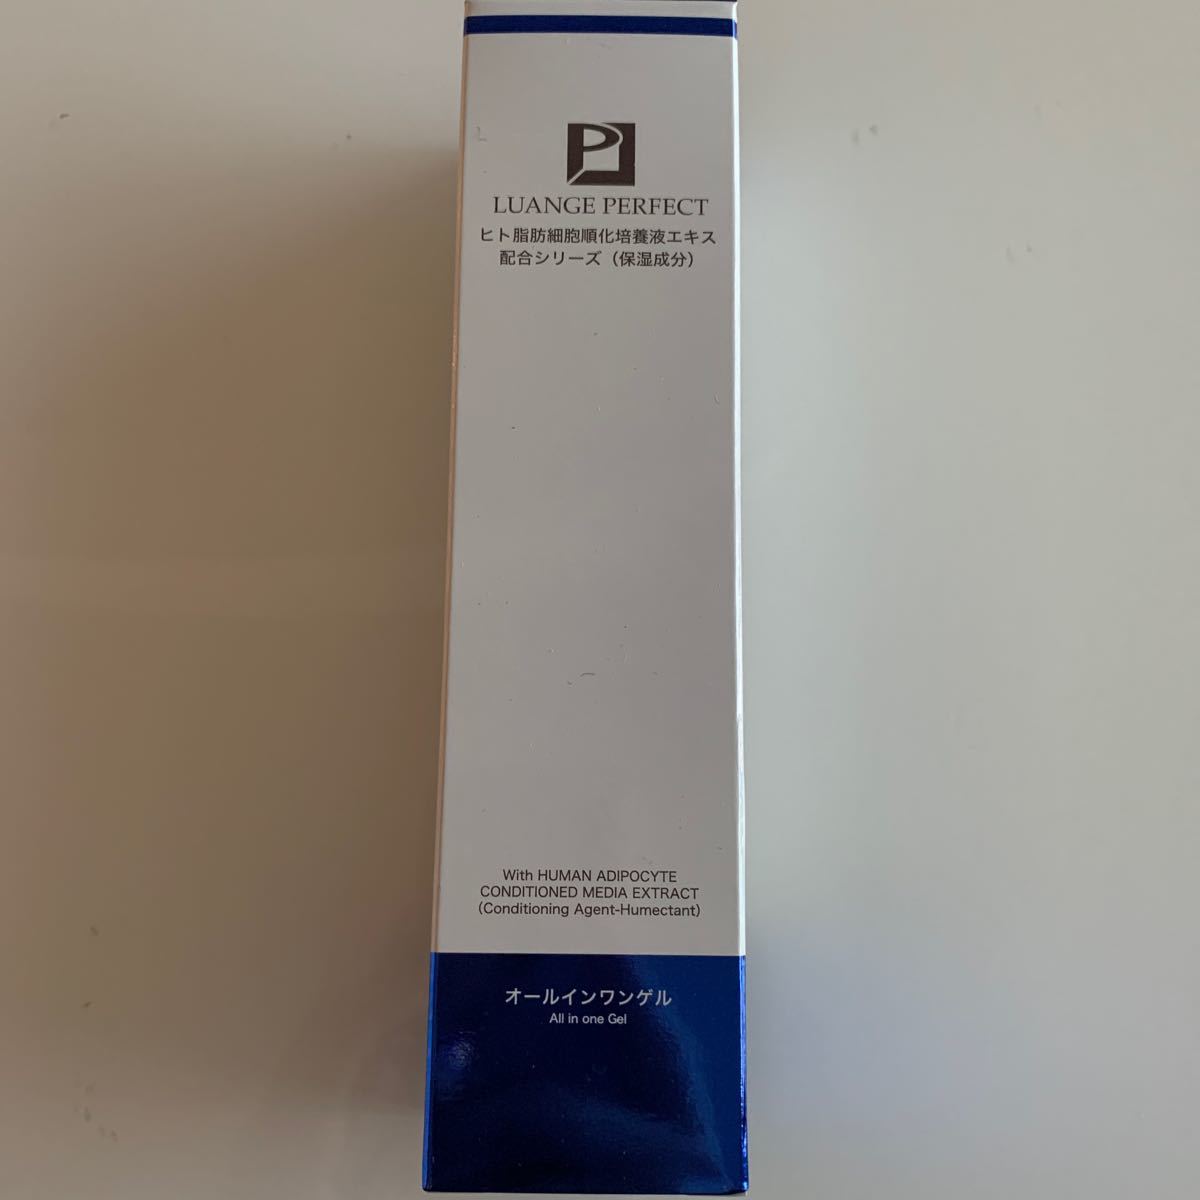 P
LUANGE PERFECT
ヒト脂肪細胞順化培養液エキス
配合シリーズ（保湿成分）
With HUMAN ADIPOCYTE
CONDITIONED MEDIA EXTRACT
(Conditioning Agent-Humectant)
オールインワンゲル
All in one Gel